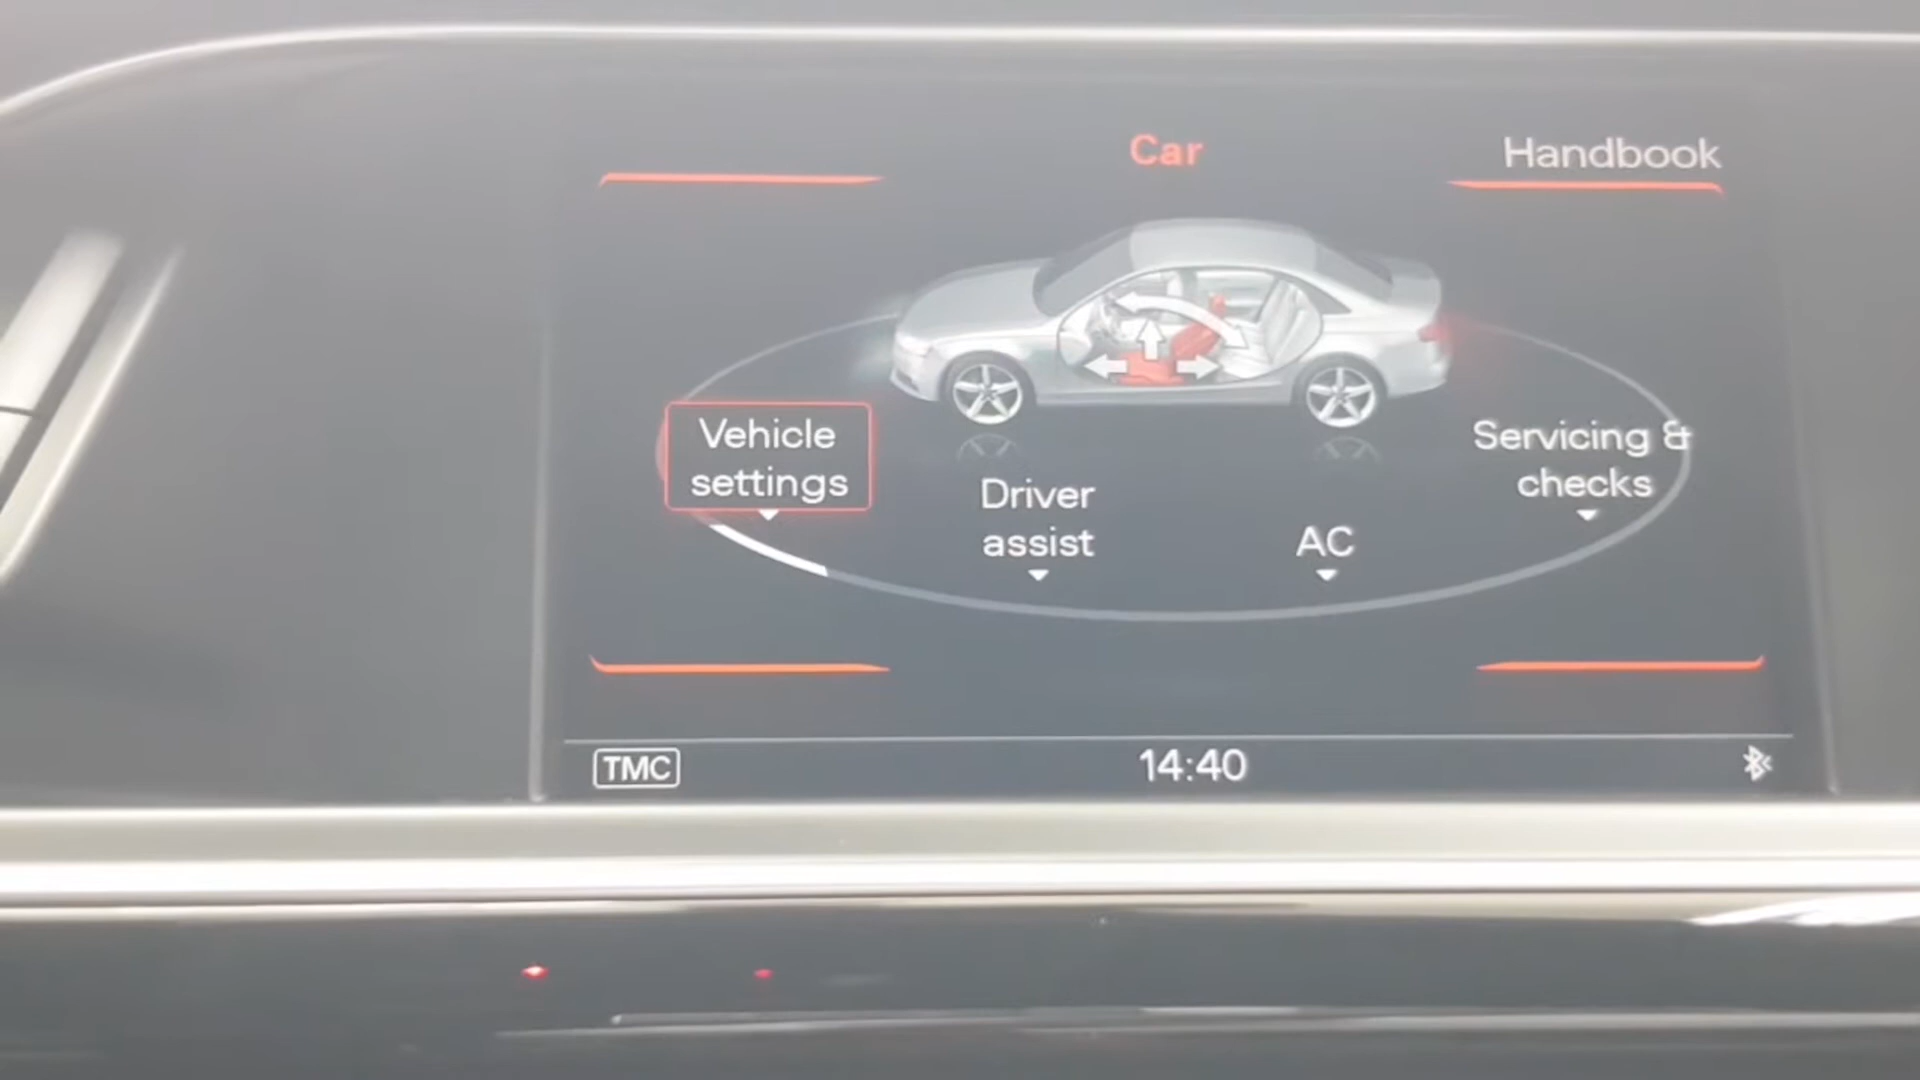 Car
Handbook
Vehicle
settings
Driver
assist
AC
Servicing &
checks
TMC
14:40